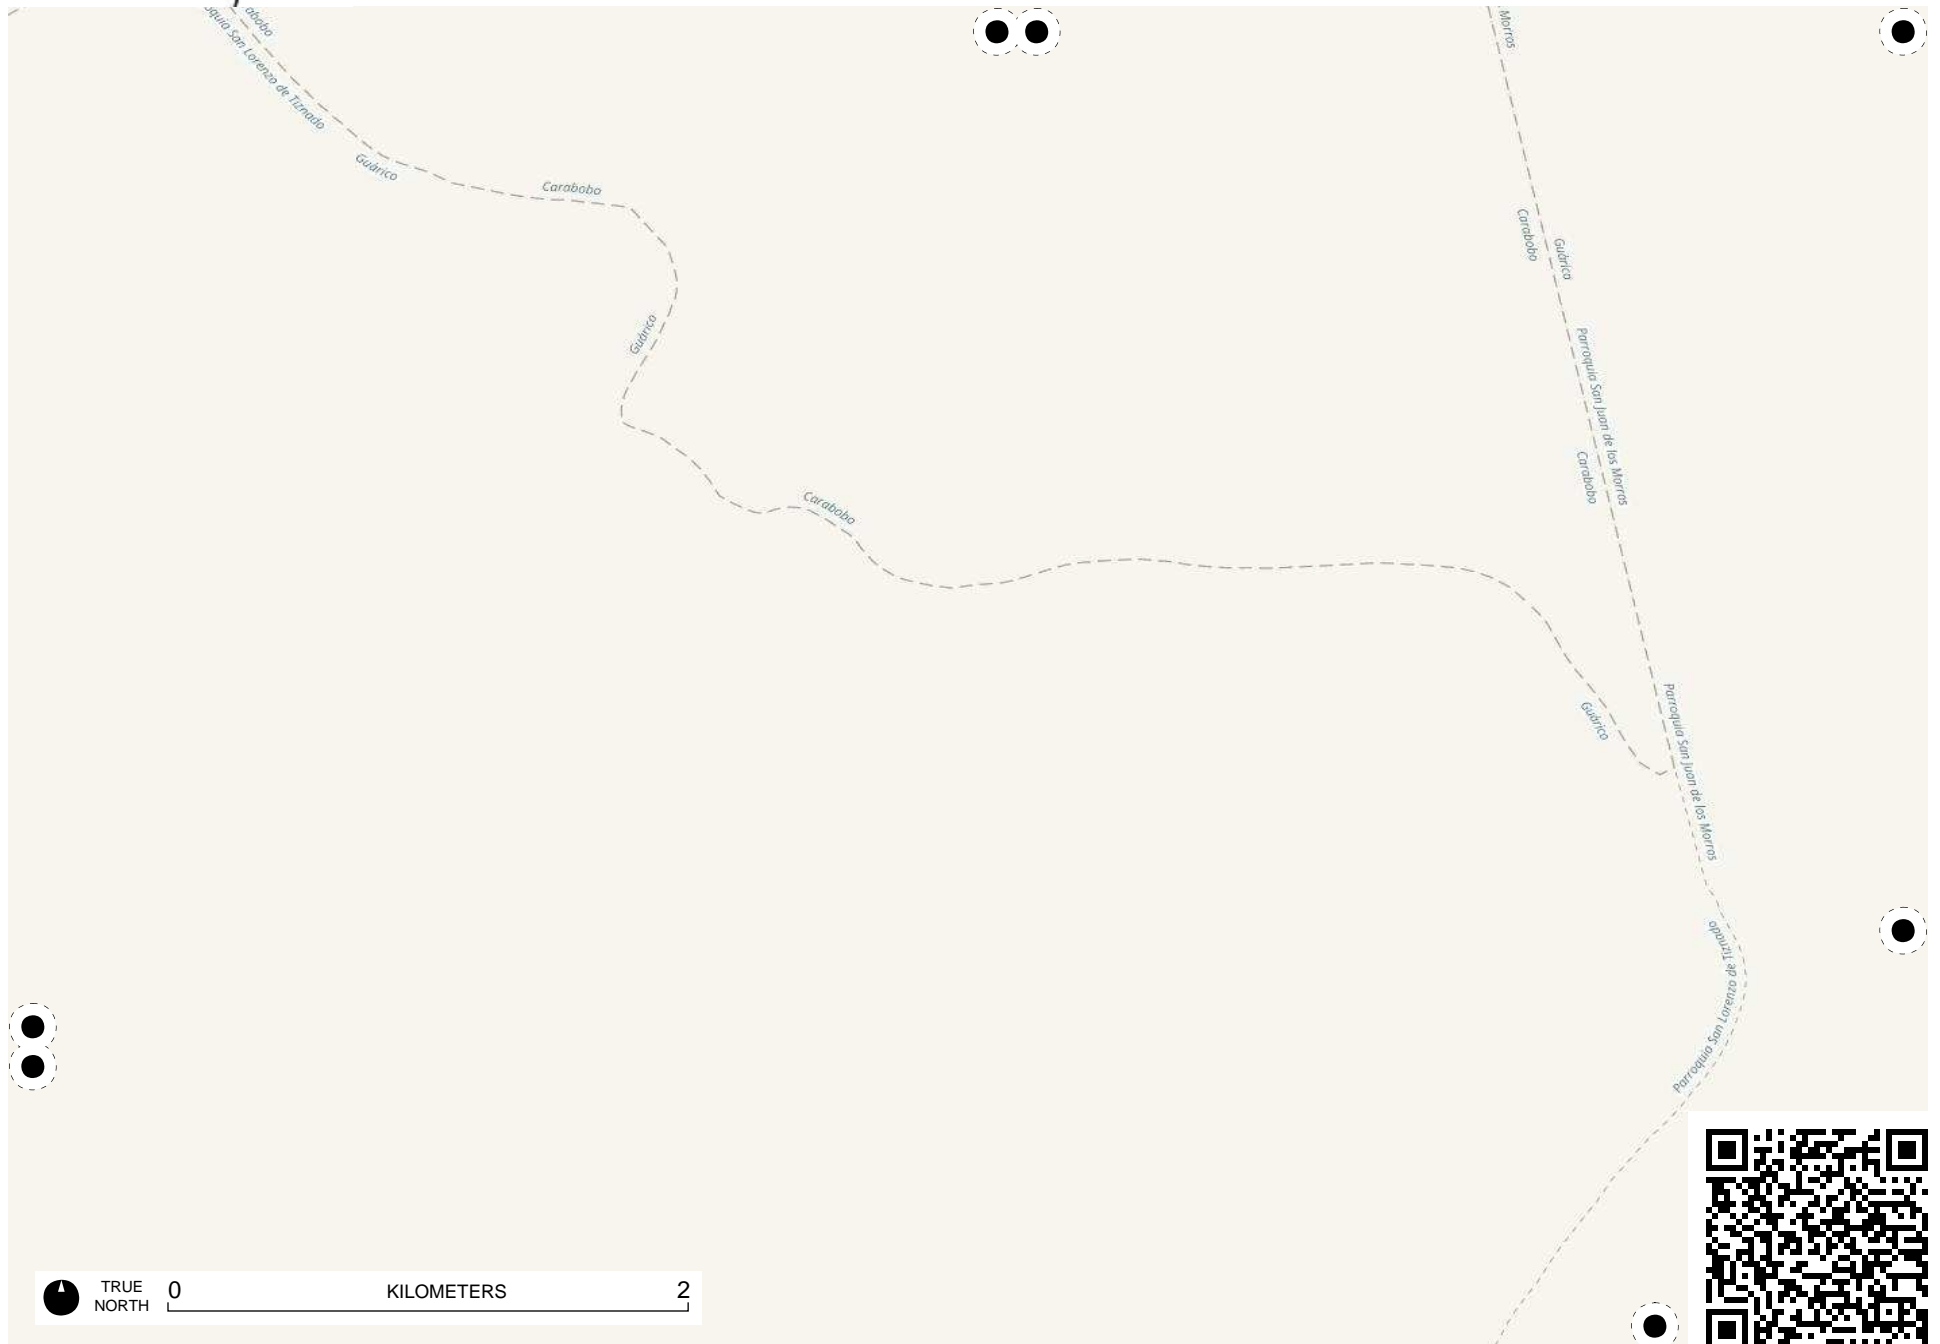 San Lorenzo de Tiznado
Morros
Guárico
Carabobo
Carabobo
Guárico
Guárico
Parroquia San Juan de los Morros
Carabobo
Carabobo
Parroquia San Juan de los Morros
Guárico
Parroquia San Lorenzo de Tiznado
TRUE
NORTH
0
KILOMETERS
2